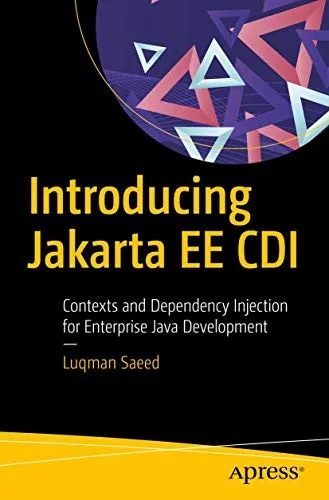 Introducing
Jakarta EE CDI
Contexts and Dependency Injection
for Enterprise Java Development
—
Luqman Saeed
Apress®